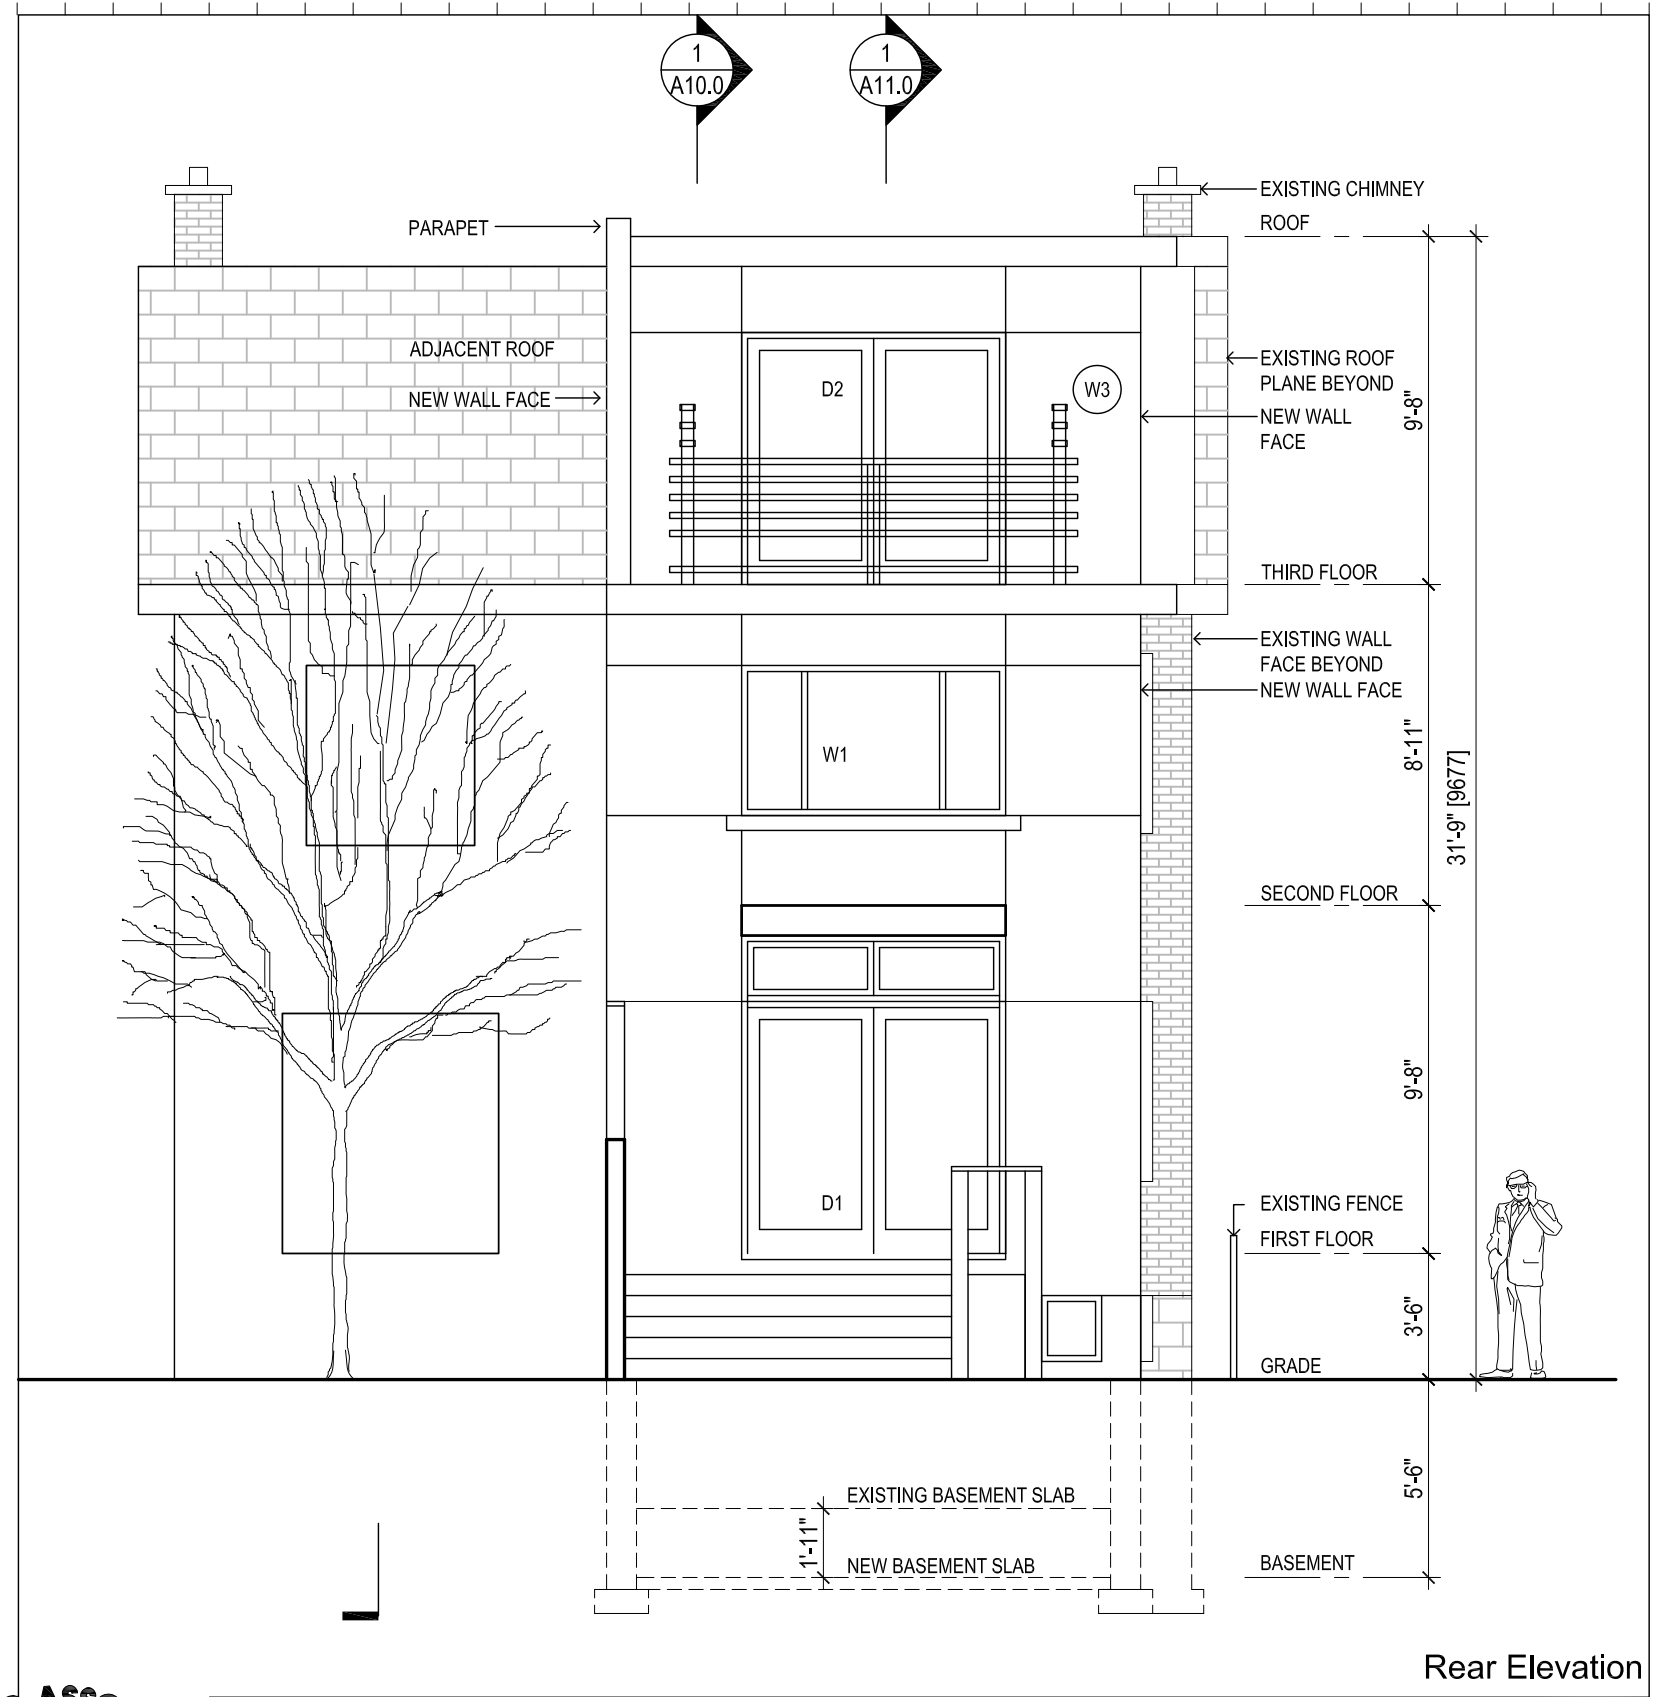 1
A10.0
1
A11.0
EXISTING CHIMNEY
PARAPET
ROOF
ADJACENT ROOF
NEW WALL FACE
D2
W3
EXISTING ROOF
PLANE BEYOND
NEW WALL
FACE
9'-8"
THIRD FLOOR
EXISTING WALL
FACE BEYOND
NEW WALL FACE
W1
8'-11"
31'-9" [9677]
SECOND FLOOR
9'-8"
D1
EXISTING FENCE
FIRST FLOOR
3'-6"
GRADE
5'-6"
EXISTING BASEMENT SLAB
1'-11"
NEW BASEMENT SLAB
BASEMENT
Rear Elevation